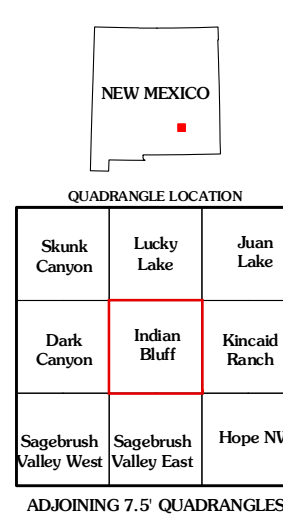 NEW MEXICO
QUADRANGLE LOCATION
Skunk Canyon
Lucky Lake
Juan Lake
Dark Canyon
Indian Bluff
Kincaid Ranch
Sagebrush Valley West
Sagebrush Valley East
Hope NW
ADJOINING 7.5' QUADRANGLES